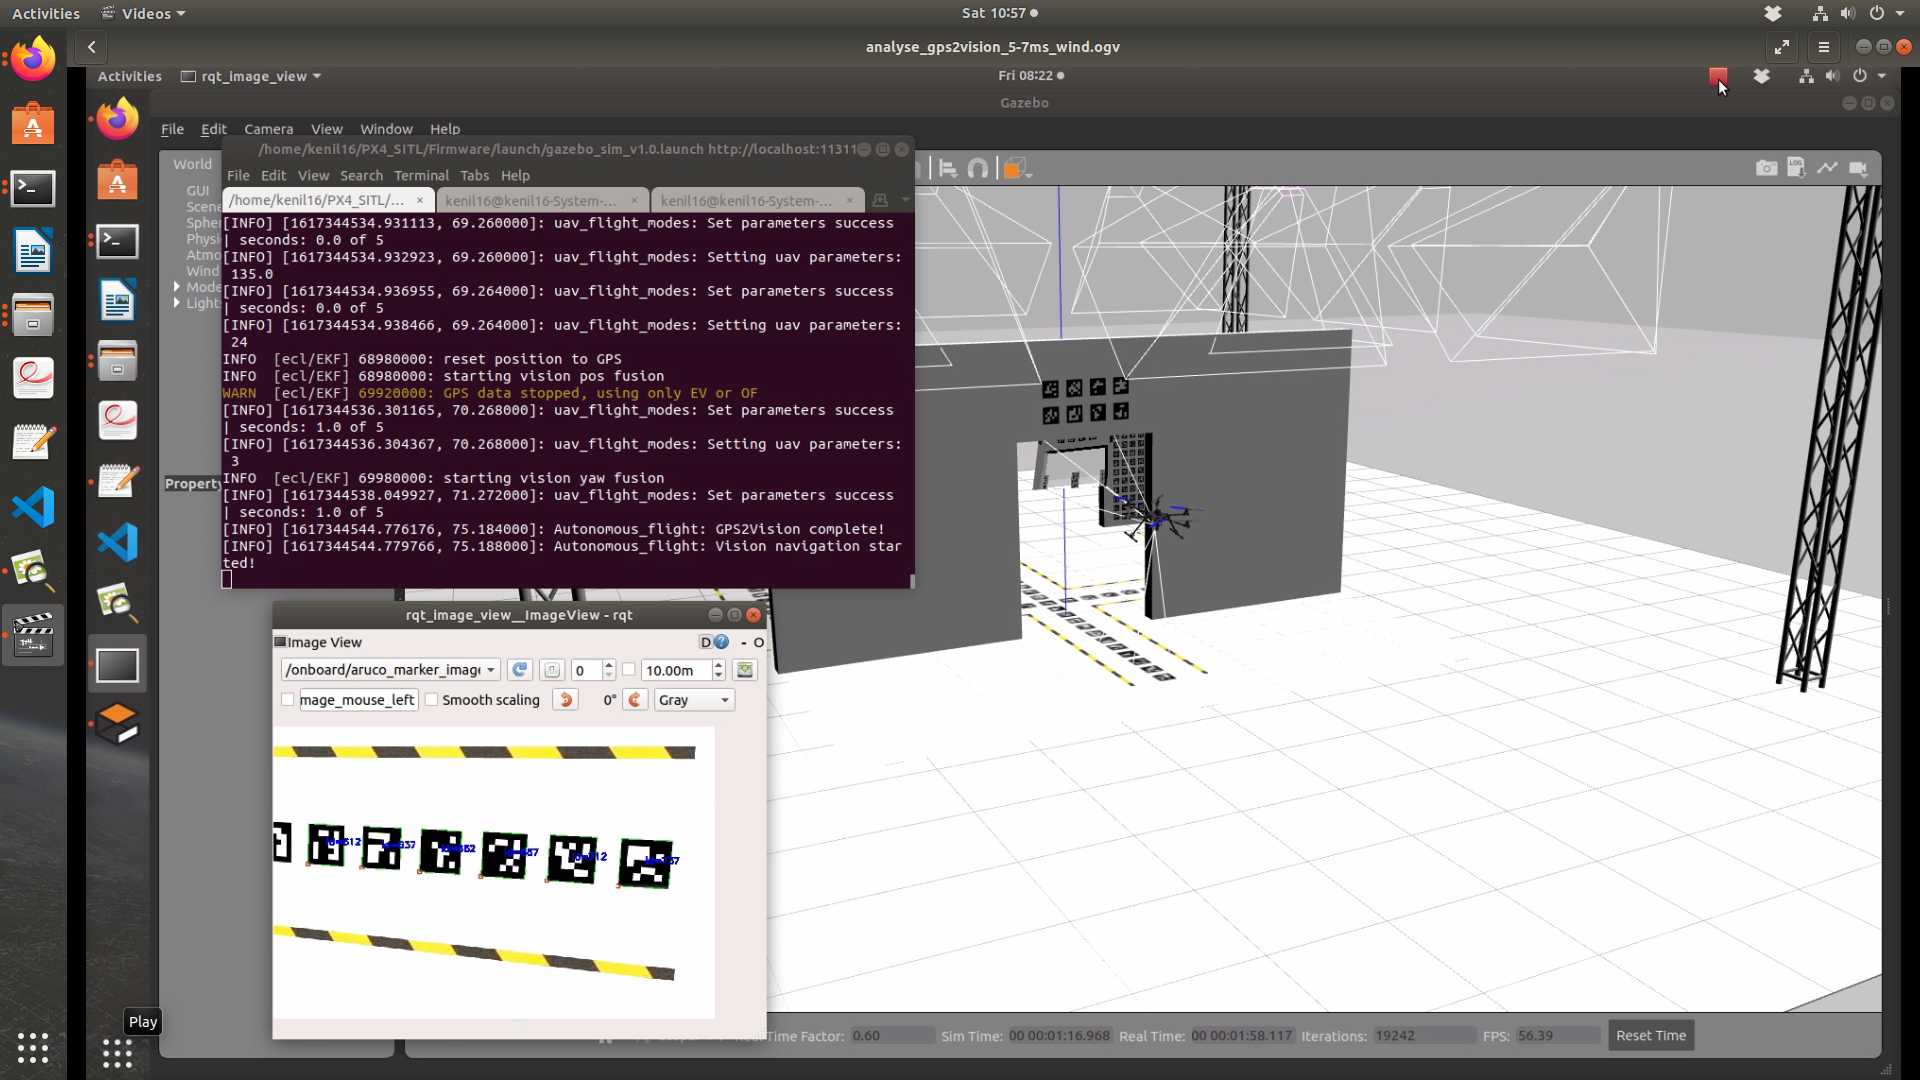 Activities
Videos
Sat 10:57
analyse_gps2vision_5-7ms_wind.ogv
Activities
rqt_image_view
Fri 08:22
Gazebo
File Edit Camera View Window Help
World
GUI
Scene
Spher
Physi
Atmo
Wind
Mode
Lights
Property
/home/kenil16/PX4_SITL/Firmware/launch/gazebo_sim_v1.0.launch http://localhost:11311
File Edit View Search Terminal Tabs Help
/home/kenil16/PX4_SITL/... ×
kenil16@kenil16-System-... ×
kenil16@kenil16-System-... ×
[INFO] [1617344534.931113, 69.260000]: uav_flight_modes: Set parameters success
| seconds: 0.0 of 5
[INFO] [1617344534.932923, 69.260000]: uav_flight_modes: Setting uav parameters:
135.0
[INFO] [1617344534.936955, 69.264000]: uav_flight_modes: Set parameters success
| seconds: 0.0 of 5
[INFO] [1617344534.938466, 69.264000]: uav_flight_modes: Setting uav parameters:
24
INFO [ecl/EKF] 68980000: reset position to GPS
INFO [ecl/EKF] 68980000: starting vision pos fusion
WARN [ecl/EKF] 69920000: GPS data stopped, using only EV or OF
[INFO] [1617344536.301165, 70.268000]: uav_flight_modes: Set parameters success
| seconds: 1.0 of 5
[INFO] [1617344536.304367, 70.268000]: uav_flight_modes: Setting uav parameters:
3
INFO [ecl/EKF] 69980000: starting vision yaw fusion
[INFO] [1617344538.049927, 71.272000]: uav_flight_modes: Set parameters success
| seconds: 1.0 of 5
[INFO] [1617344544.776176, 75.184000]: Autonomous_flight: GPS2Vision complete!
[INFO] [1617344544.779766, 75.188000]: Autonomous_flight: Vision navigation star
ted!
rqt_image_view__ImageView - rqt
Image View
D - O
/onboard/aruco_marker_image
0
10.00m
mage_mouse_left
Smooth scaling
0°
Gray
Play
Time Factor: 0.60 Sim Time: 00 00:01:16.968 Real Time: 00 00:01:58.117 Iterations: 19242 FPS: 56.39 Reset Time